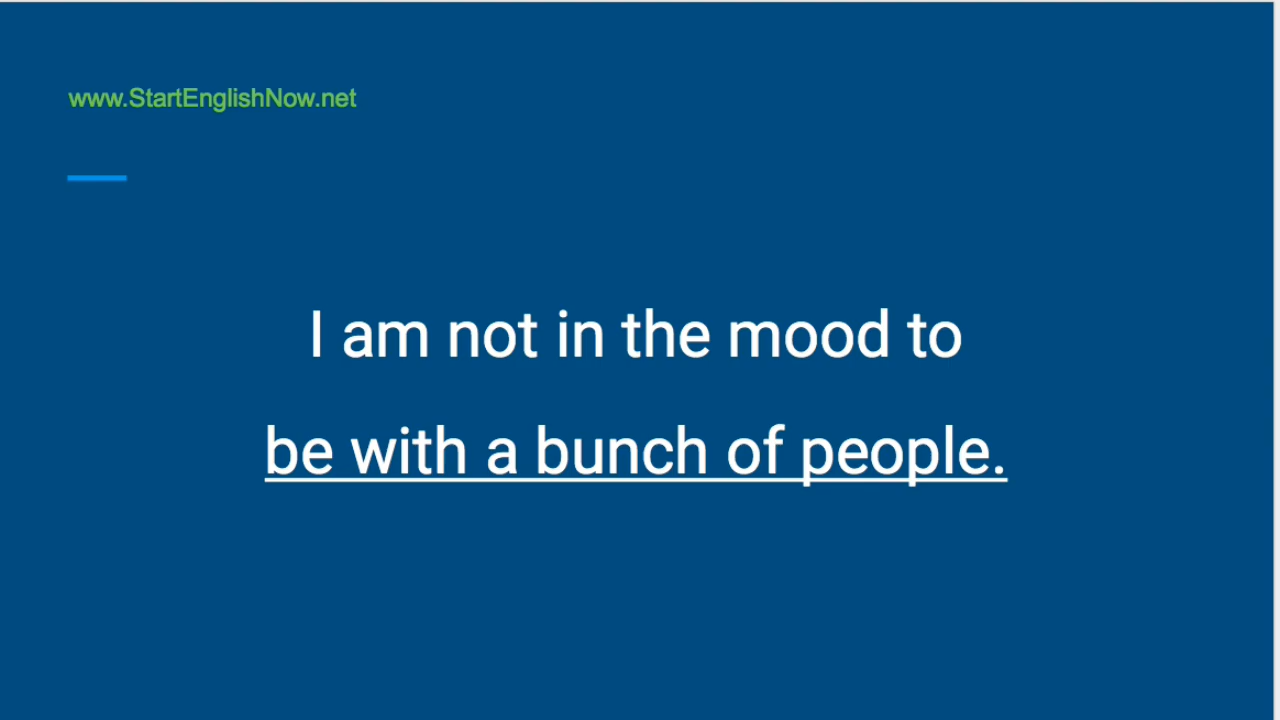 www.StartEnglishNow.net
I am not in the mood to
be with a bunch of people.